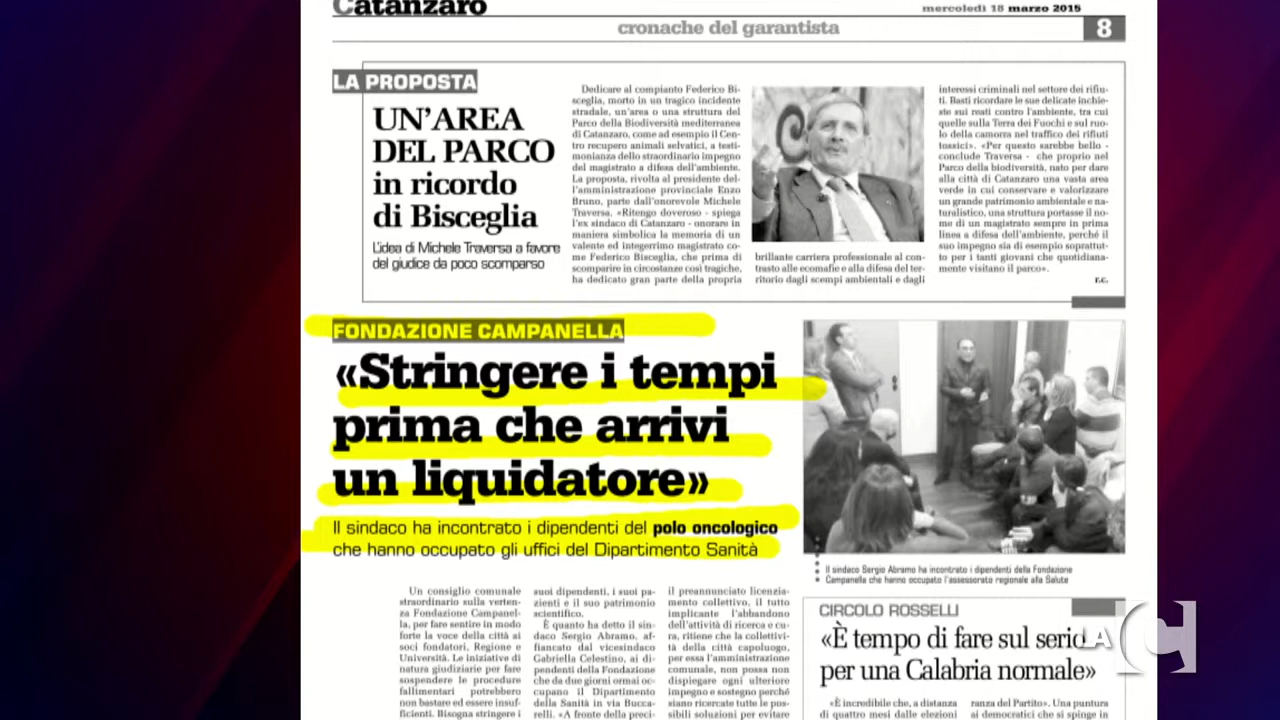 Catanzaro
mercoledì 18 marzo 2015
cronache del garantista
8
LA PROPOSTA
UN'AREA
DEL PARCO
in ricordo
di Bisceglia
L'idea di Michele Traversa a favore
del giudice da poco scomparso
Dedicare al compianto Federico Bi-
sceglia, morto in un tragico incidente
stradale, un'area o una struttura del
Parco della Biodiversità mediterranea
di Catanzaro, come ad esempio il Cen-
tro recupero animali selvatici, a testi-
monianza dello straordinario impegno
del magistrato a difesa dell'ambiente.
La proposta, rivolta al presidente del-
l'amministrazione provinciale Enzo
Bruno, parte dall'onorevole Michele
Traversa. «Ritengo doveroso - spiega
l'ex sindaco di Catanzaro - onorare in
maniera simbolica la memoria di un
valente ed integerrimo magistrato co-
me Federico Bisceglia, che prima di
scomparire in circostanze così tragiche,
ha dedicato gran parte della propria
brillante carriera professionale al con-
trasto alle ecomafie e alla difesa del ter-
ritorio dagli scempi ambientali e dagli
interessi criminali nel settore dei rifiu-
ti. Basti ricordare le sue delicate inchie-
ste sui reati contro l'ambiente, tra cui
quelle sulla Terra dei Fuochi e sul ruo-
lo della camorra nel traffico dei rifiuti
tossici». «Per questo sarebbe bello -
conclude Traversa - che proprio nel
Parco della biodiversità, nato per dare
alla città di Catanzaro una vasta area
verde in cui conservare e valorizzare
un grande patrimonio ambientale e na-
turalistico, una struttura portasse il no-
me di un magistrato sempre in prima
linea a difesa dell'ambiente, perché il
suo impegno sia di esempio soprattut-
to per i tanti giovani che quotidiana-
mente visitano il parco».
r.c.
FONDAZIONE CAMPANELLA
«Stringere i tempi
prima che arrivi
un liquidatore»
Il sindaco ha incontrato i dipendenti del polo oncologico
che hanno occupato gli uffici del Dipartimento Sanità
Il sindaco Sergio Abramo ha incontrato i dipendenti della Fondazione
Campanella che hanno occupato l'assessorato regionale alla Salute
Un consiglio comunale
straordinario sulla verten-
za Fondazione Campanel-
la, per fare sentire in modo
forte la voce della città ai
soci fondatori, Regione e
Università. Le iniziative di
natura giudiziarie per fare
sospendere le procedure
fallimentari potrebbero
non bastare ed essere insuf-
ficienti. Bisogna stringere i
suoi dipendenti, i suoi pa-
zienti e il suo patrimonio
scientifico.
È quanto ha detto il sin-
daco Sergio Abramo, af-
fiancato dal vicesindaco
Gabriella Celestino, ai di-
pendenti della Fondazione
che da due giorni ormai oc-
cupano il Dipartimento
della Sanità in via Bucca-
relli. «A fronte della preci-
il preannunciato licenzia-
mento collettivo, il tutto
implicante l'abbandono
dell'attività di ricerca e cu-
ra, ritiene che la collettivi-
tà della città capoluogo,
per essa l'amministrazione
comunale, non possa non
dispiegare ogni ulteriore
impegno e sostegno perché
siano ricercate tutte le pos-
sibili soluzioni per evitare
CIRCOLO ROSSELLI
«È tempo di fare sul serio
per una Calabria normale»
«È incredibile che, a distanza
di quattro mesi dalle elezioni
ranza del Partito». Una puntura
ai democratici che si spinge in
LA C